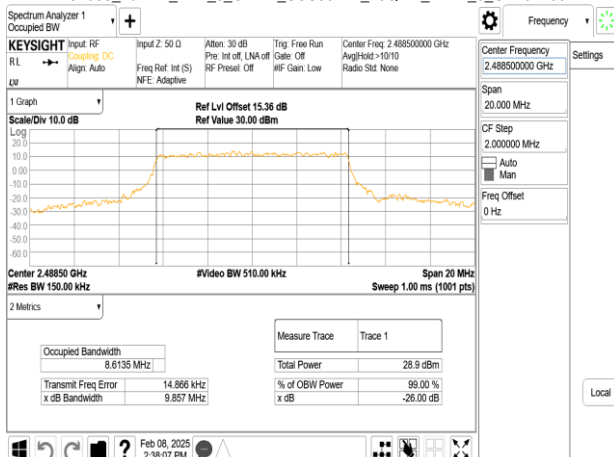 Spectrum Analyzer 1
Occupied BW
+
Frequency
KEYSIGHT
RL
LXI
Input: RF
Coupling: DC
Align: Auto
Input Z: 50 Ω
Freq Ref: Int (S)
NFE: Adaptive
Atten: 30 dB
Pre: Int off, LNA off
RF Preset: Off
Trig: Free Run
Gate: Off
#IF Gain: Low
Center Freq: 2.488500000 GHz
Avg|Hold:>10/10
Radio Std: None
Center Frequency
2.488500000 GHz
Settings
Span
20.000 MHz
CF Step
2.000000 MHz
Auto
Man
Freq Offset
0 Hz
Local
1 Graph
Scale/Div 10.0 dB
Ref Lvl Offset 15.36 dB
Ref Value 30.00 dBm
Log
20.0
10.0
0.00
-10.0
-20.0
-30.0
-40.0
-50.0
-60.0
Center 2.48850 GHz
#Res BW 150.00 kHz
#Video BW 510.00 kHz
Span 20 MHz
Sweep 1.00 ms (1001 pts)
2 Metrics
Measure Trace Trace 1
Occupied Bandwidth
8.6135 MHz
Total Power 28.9 dBm
Transmit Freq Error 14.866 kHz
% of OBW Power 99.00 %
x dB Bandwidth 9.857 MHz
x dB -26.00 dB
?
Feb 08, 2025
2:38:07 PM